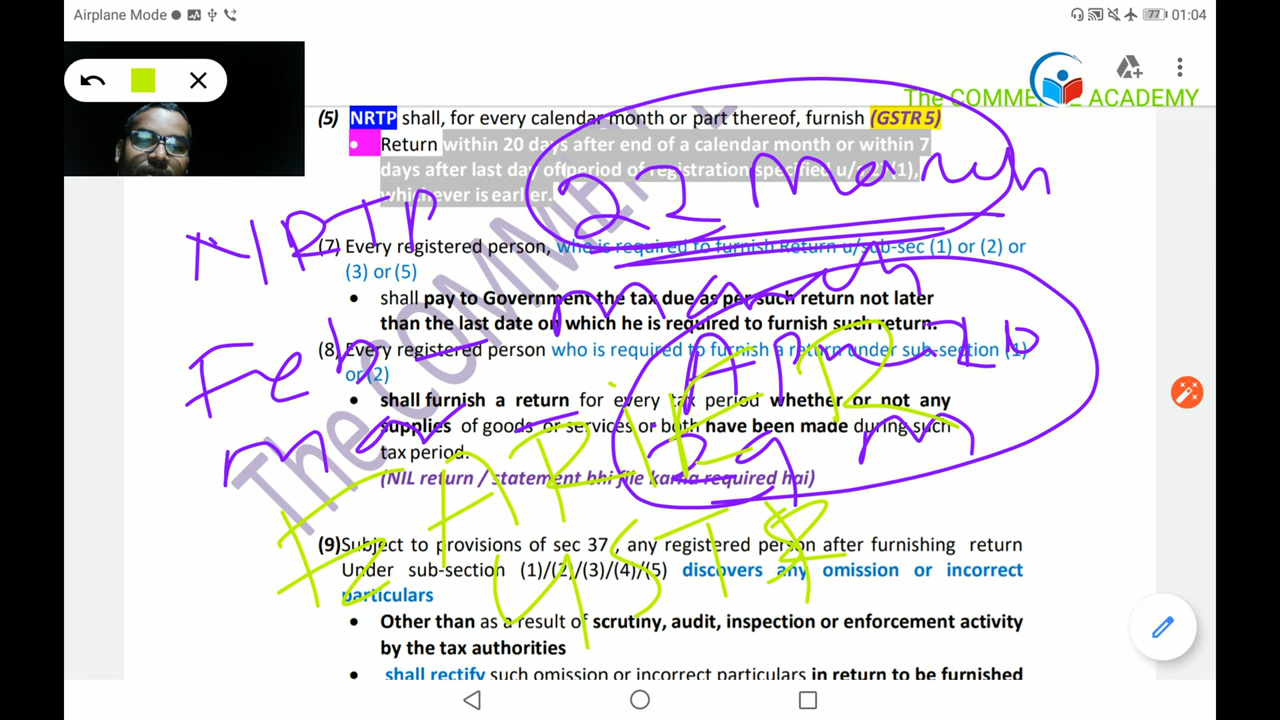 Airplane Mode
77 01:04
The COMMERCE ACADEMY
(5) NRTP shall, for every calendar month or part thereof, furnish (GSTR 5)
• Return within 20 days after end of a calendar month or within 7
days after last day of period of registration specified u/s 27(1),
whichever is earlier.
22 March
NRTP
(7) Every registered person, who is required to furnish Return u/sub-sec (1) or (2) or
(3) or (5)
• shall pay to Government the tax due as per such return not later
than the last date on which he is required to furnish such return.
March
Feb
(8) Every registered person who is required to furnish a return under sub-section (1)
or (2)
• shall furnish a return for every tax period whether or not any
supplies of goods or services or both have been made during such
tax period.
(NIL return / statement bhi file karna required hai)
The COMMER
(9)Subject to provisions of sec 37 , any registered person after furnishing return
Under sub-section (1)/(2)/(3)/(4)/(5) discovers any omission or incorrect
particulars
GST
• Other than as a result of scrutiny, audit, inspection or enforcement activity
by the tax authorities
• shall rectify such omission or incorrect particulars in return to be furnished